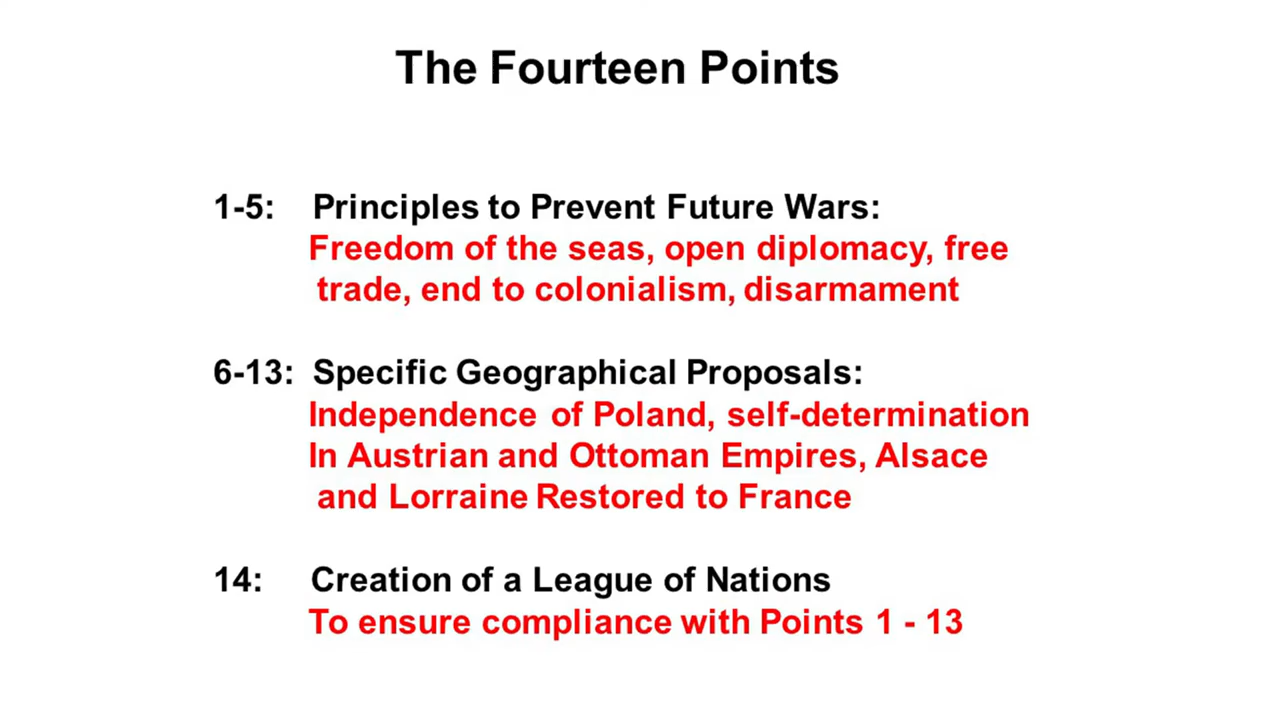 The Fourteen Points
1-5: Principles to Prevent Future Wars:
Freedom of the seas, open diplomacy, free
trade, end to colonialism, disarmament
6-13: Specific Geographical Proposals:
Independence of Poland, self-determination
In Austrian and Ottoman Empires, Alsace
and Lorraine Restored to France
14: Creation of a League of Nations
To ensure compliance with Points 1 - 13